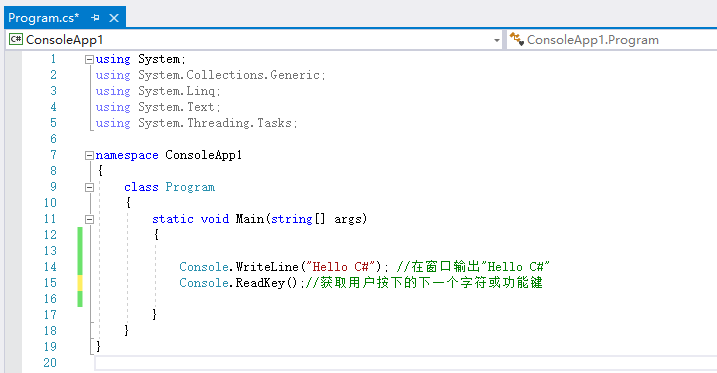 Program.cs*
C# ConsoleApp1 ConsoleApp1.Program
1 using System;
2 using System.Collections.Generic;
3 using System.Linq;
4 using System.Text;
5 using System.Threading.Tasks;
6
7 namespace ConsoleApp1
8 {
9 class Program
10 {
11 static void Main(string[] args)
12 {
13
14 Console.WriteLine("Hello C#"); //在窗口输出"Hello C#"
15 Console.ReadKey();//获取用户按下的下一个字符或功能键
16
17 }
18 }
19 }
20